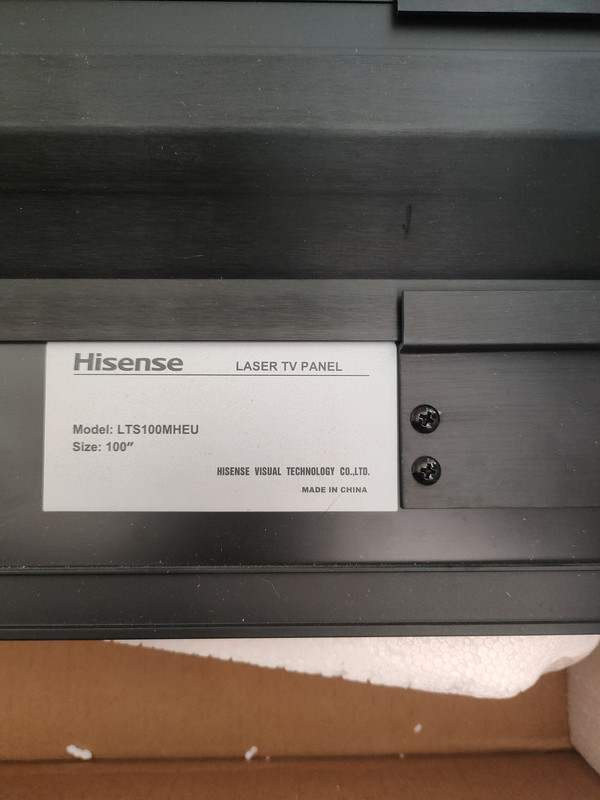 Hisense LASER TV PANEL
Model: LTS100MHEU
Size: 100″
HISENSE VISUAL TECHNOLOGY CO.,LTD.
MADE IN CHINA